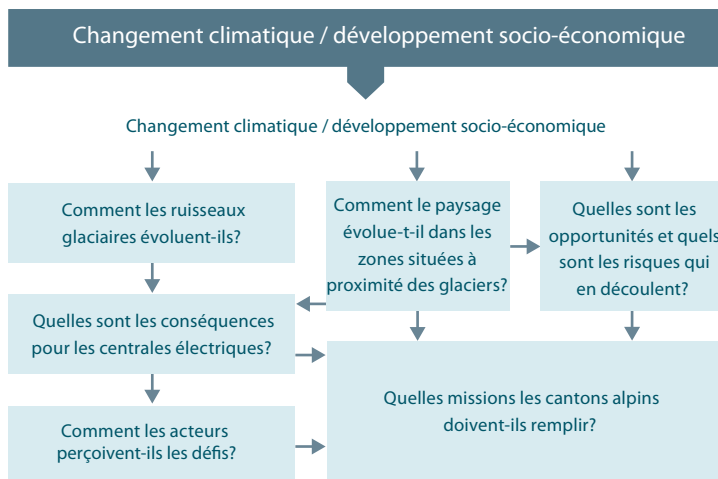 Changement climatique / développement socio-économique
Changement climatique / développement socio-économique
Comment les ruisseaux
glaciaires évoluent-ils?
Comment le paysage
évolue-t-il dans les
zones situées à
proximité des glaciers?
Quelles sont les
opportunités et quels
sont les risques qui
en découlent?
Quelles sont les conséquences
pour les centrales électriques?
Quelles missions les cantons alpins
doivent-ils remplir?
Comment les acteurs
perçoivent-ils les défis?